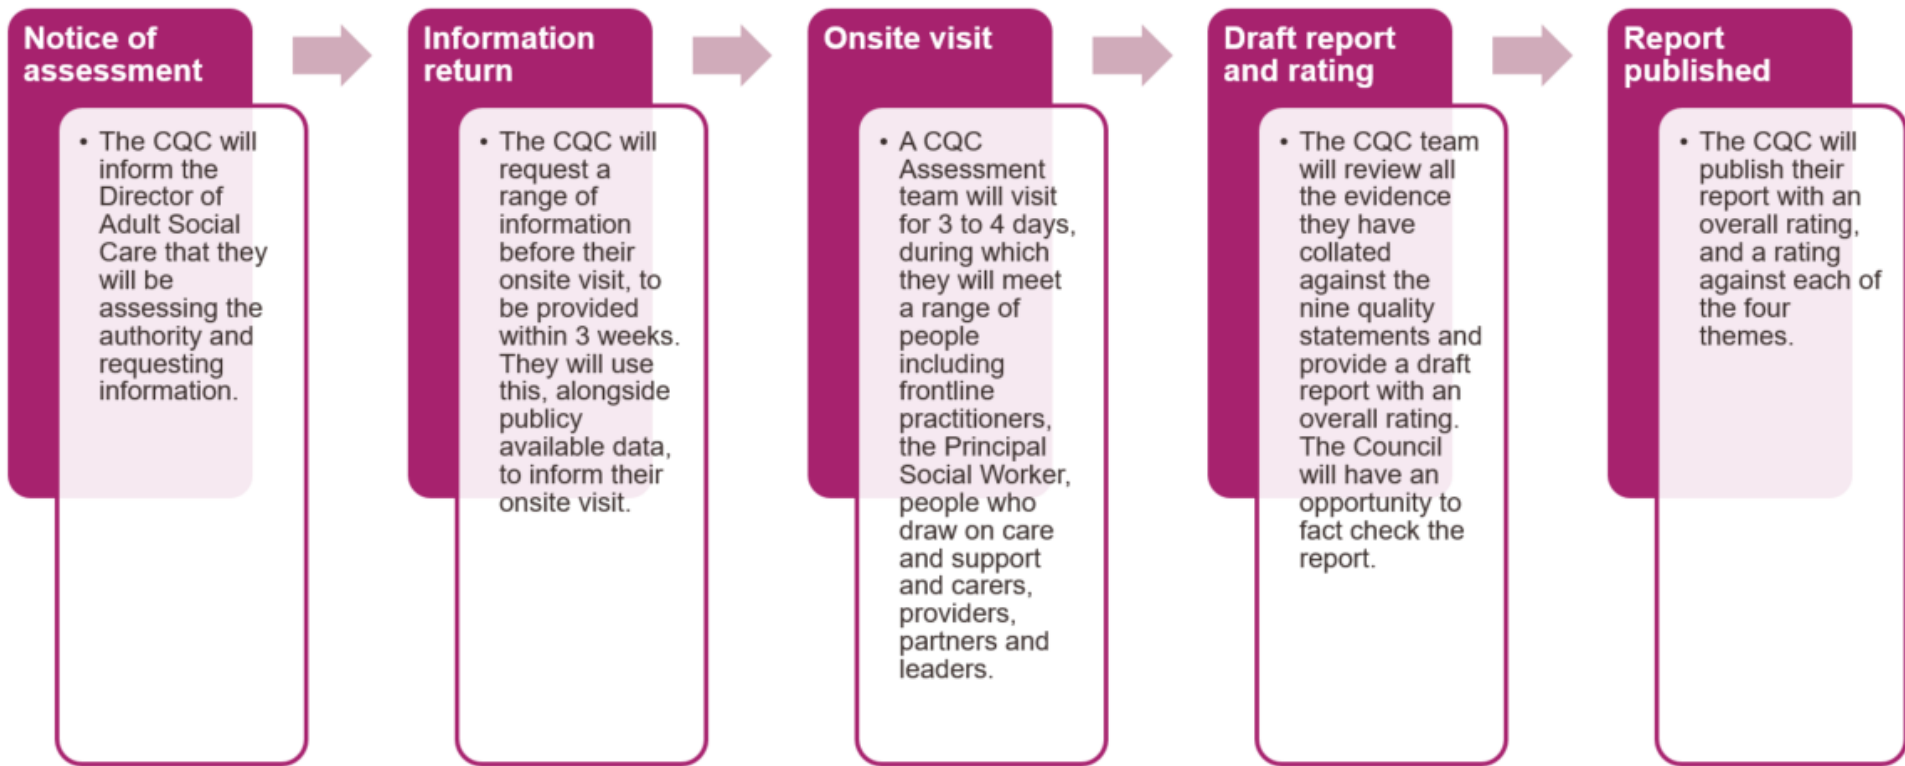 Notice of
assessment
• The CQC will
inform the
Director of
Adult Social
Care that they
will be
assessing the
authority and
requesting
information.
Information
return
• The CQC will
request a
range of
information
before their
onsite visit, to
be provided
within 3 weeks.
They will use
this, alongside
publicy
available data,
to inform their
onsite visit.
Onsite visit
• A CQC
Assessment
team will visit
for 3 to 4 days,
during which
they will meet
a range of
people
including
frontline
practitioners,
the Principal
Social Worker,
people who
draw on care
and support
and carers,
providers,
partners and
leaders.
Draft report
and rating
• The CQC team
will review all
the evidence
they have
collated
against the
nine quality
statements and
provide a draft
report with an
overall rating.
The Council
will have an
opportunity to
fact check the
report.
Report
published
• The CQC will
publish their
report with an
overall rating,
and a rating
against each of
the four
themes.